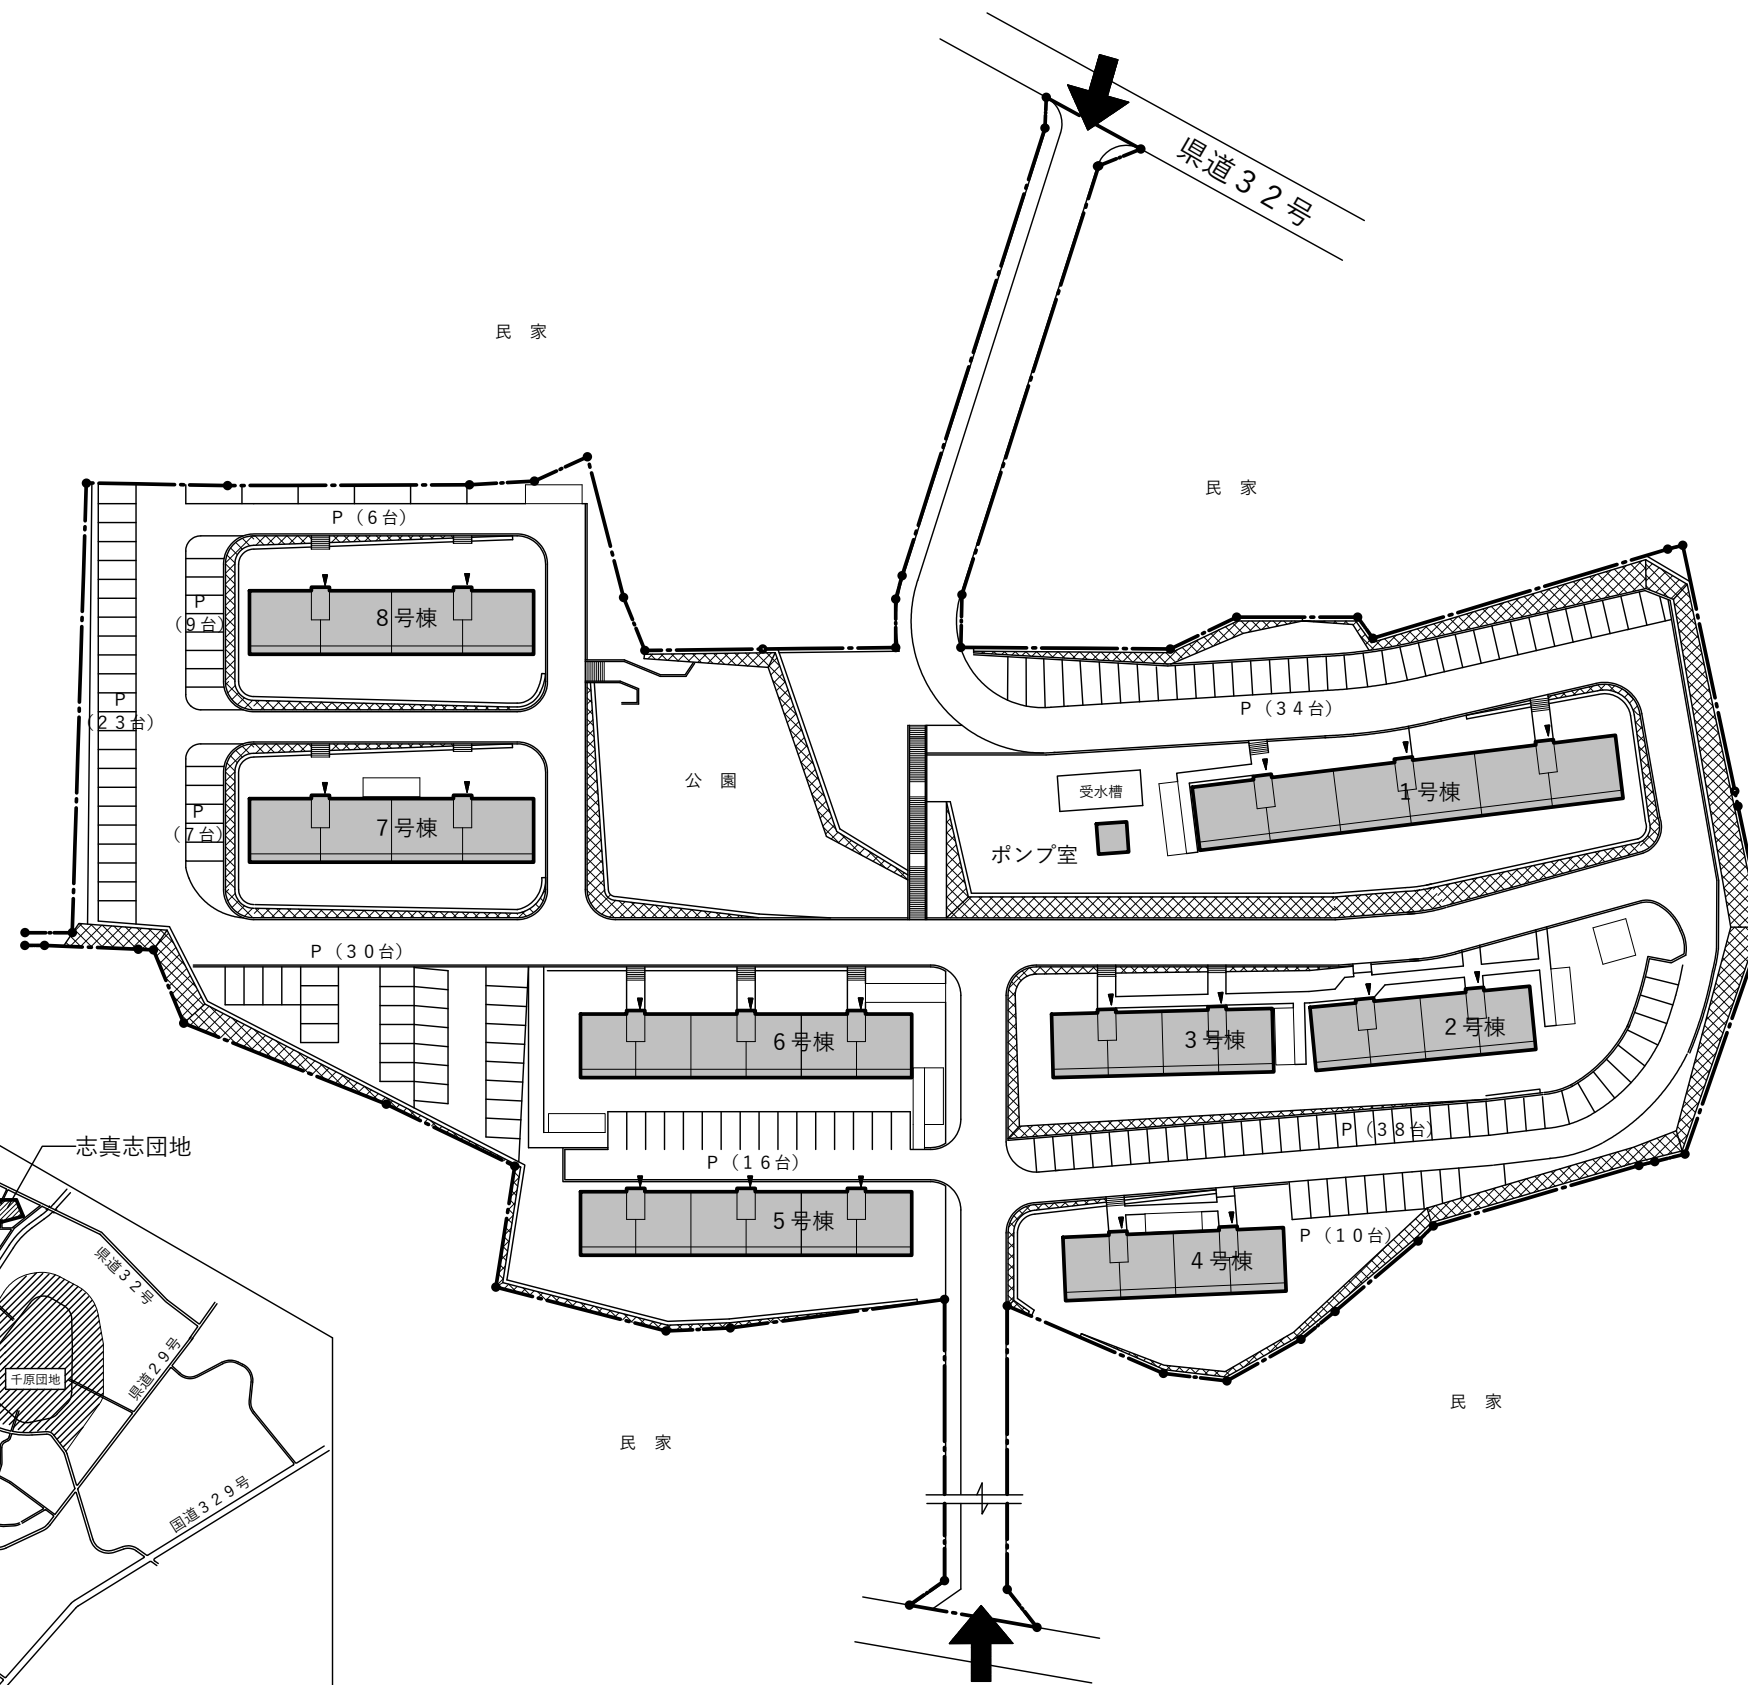 県道３２号
民　家
民　家
P（6台）
P
（9台）
8号棟
P
（２３台）
P
（7台）
7号棟
公　園
P（３４台）
受水槽
1号棟
ポンプ室
P（３０台）
6号棟
3号棟
2号棟
P（３８台）
P（１６台）
5号棟
4号棟
P（１０台）
民　家
民　家
志真志団地
県道３２号
県道２９号
千原団地
国道３２９号